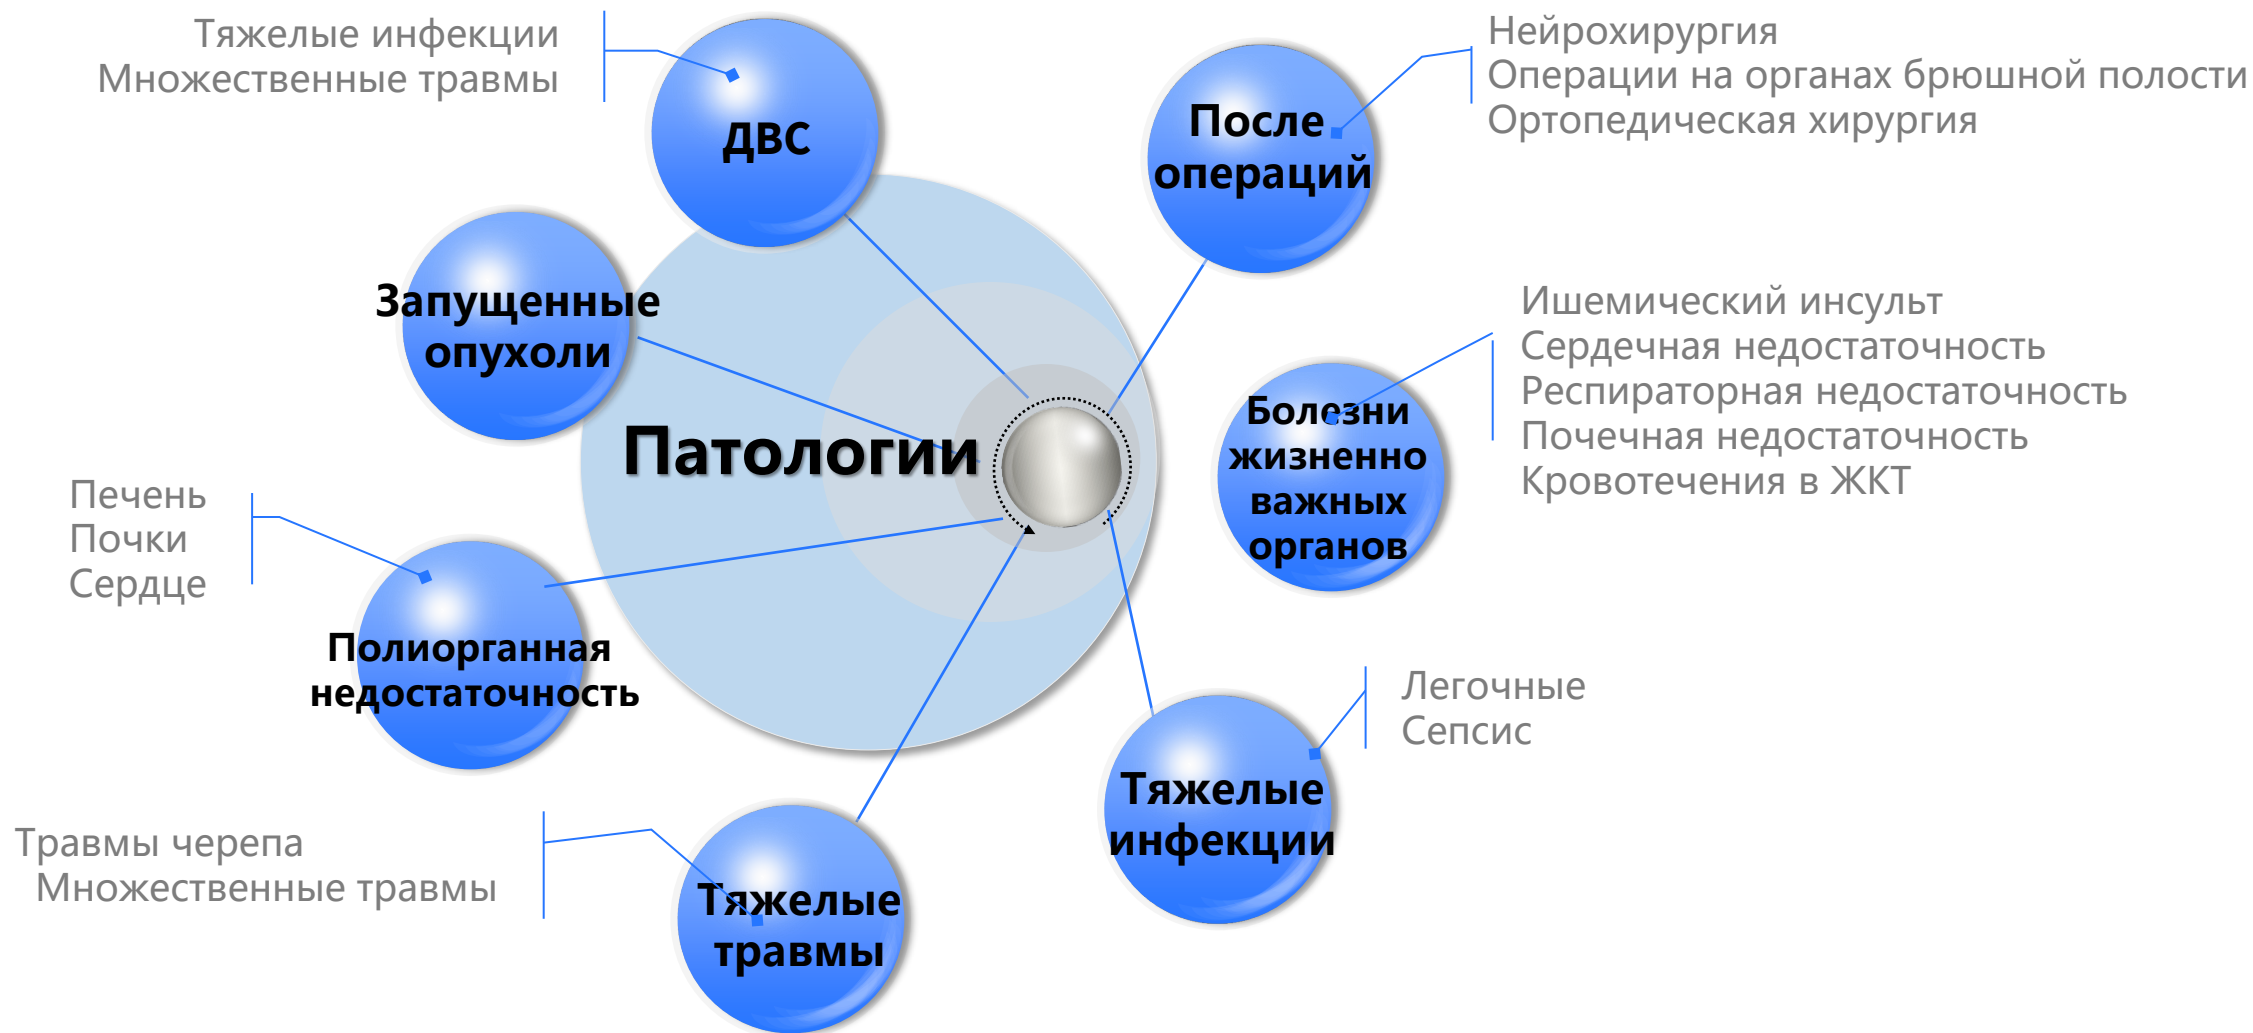 Тяжелые инфекции
Множественные травмы
ДВС
После
операций
Нейрохирургия
Операции на органах брюшной полости
Ортопедическая хирургия
Запущенные
опухоли
Патологии
Болезни
жизненно
важных
органов
Ишемический инсульт
Сердечная недостаточность
Респираторная недостаточность
Почечная недостаточность
Кровотечения в ЖКТ
Печень
Почки
Сердце
Полиорганная
недостаточность
Легочные
Сепсис
Тяжелые
инфекции
Травмы черепа
Множественные травмы
Тяжелые
травмы